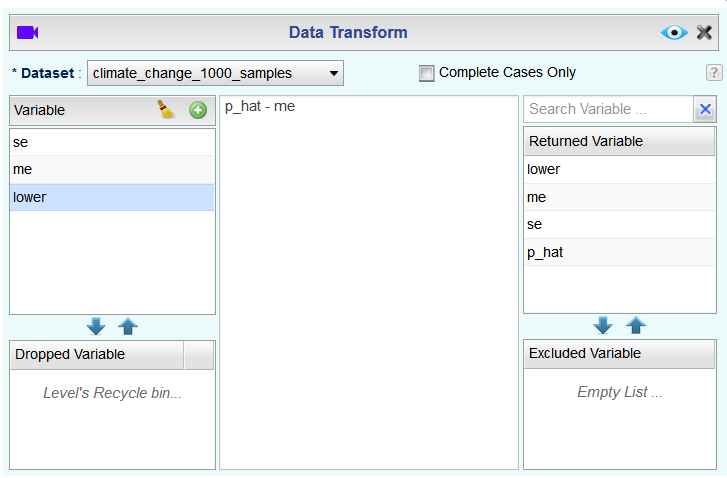 Data Transform
* Dataset : climate_change_1000_samples
Complete Cases Only
?
Variable
se
me
lower
p_hat - me
Search Variable ...
Returned Variable
lower
me
se
p_hat
Dropped Variable
Level's Recycle bin...
Excluded Variable
Empty List ...